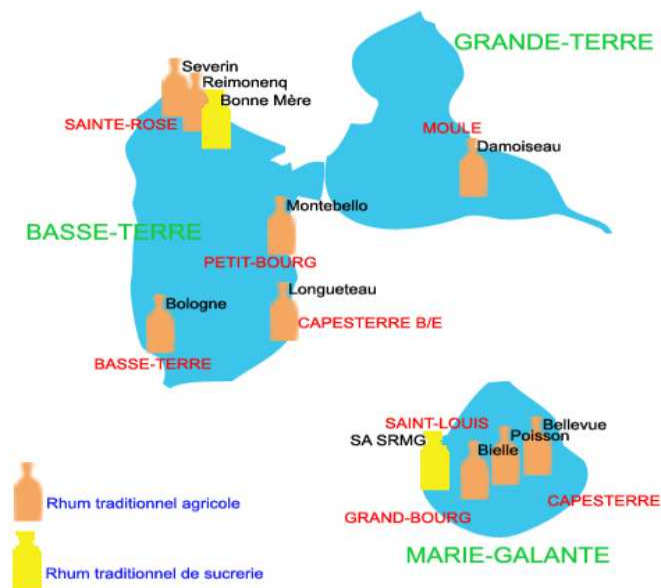 GRANDE-TERRE
Severin
Reimonenq
Bonne Mère
SAINTE-ROSE
MOULE
Damoiseau
Montebello
BASSE-TERRE
PETIT-BOURG
Longueteau
Bologne
CAPESTERRE B/E
BASSE-TERRE
SAINT-LOUIS
Bellevue
Poisson
SA SRMG
Bielle
CAPESTERRE
GRAND-BOURG
Rhum traditionnel agricole
MARIE-GALANTE
Rhum traditionnel de sucrerie